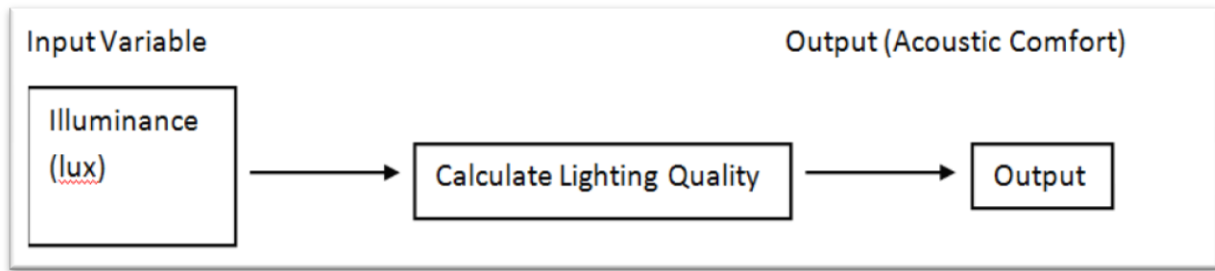 Input Variable
Output (Acoustic Comfort)
Illuminance
(lux)
Calculate Lighting Quality
Output